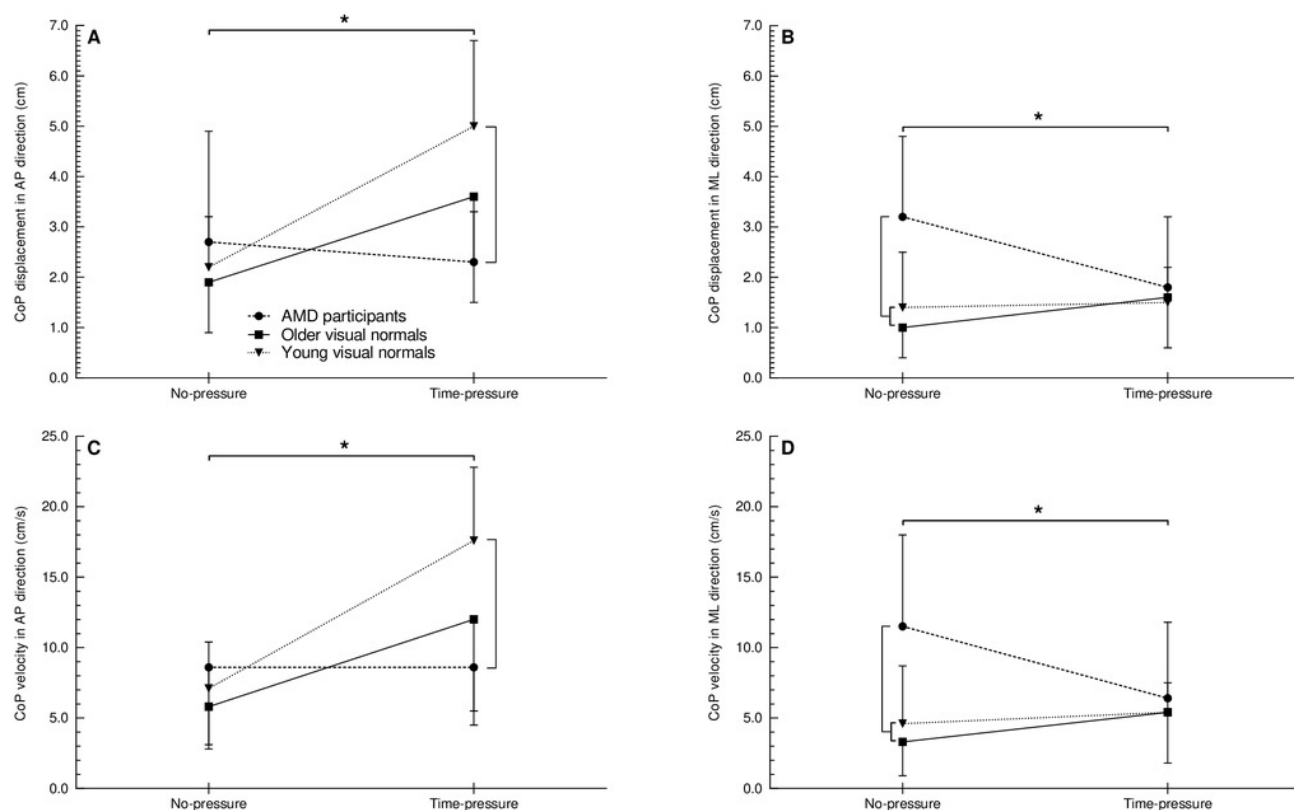 A
*
CoP displacement in AP direction (cm)
7.0
6.0
5.0
4.0
3.0
2.0
1.0
0.0
AMD participants
Older visual normals
Young visual normals
No-pressure
Time-pressure
B
*
CoP displacement in ML direction (cm)
7.0
6.0
5.0
4.0
3.0
2.0
1.0
0.0
No-pressure
Time-pressure
C
*
CoP velocity in AP direction (cm/s)
25.0
20.0
15.0
10.0
5.0
0.0
No-pressure
Time-pressure
D
*
CoP velocity in ML direction (cm/s)
25.0
20.0
15.0
10.0
5.0
0.0
No-pressure
Time-pressure